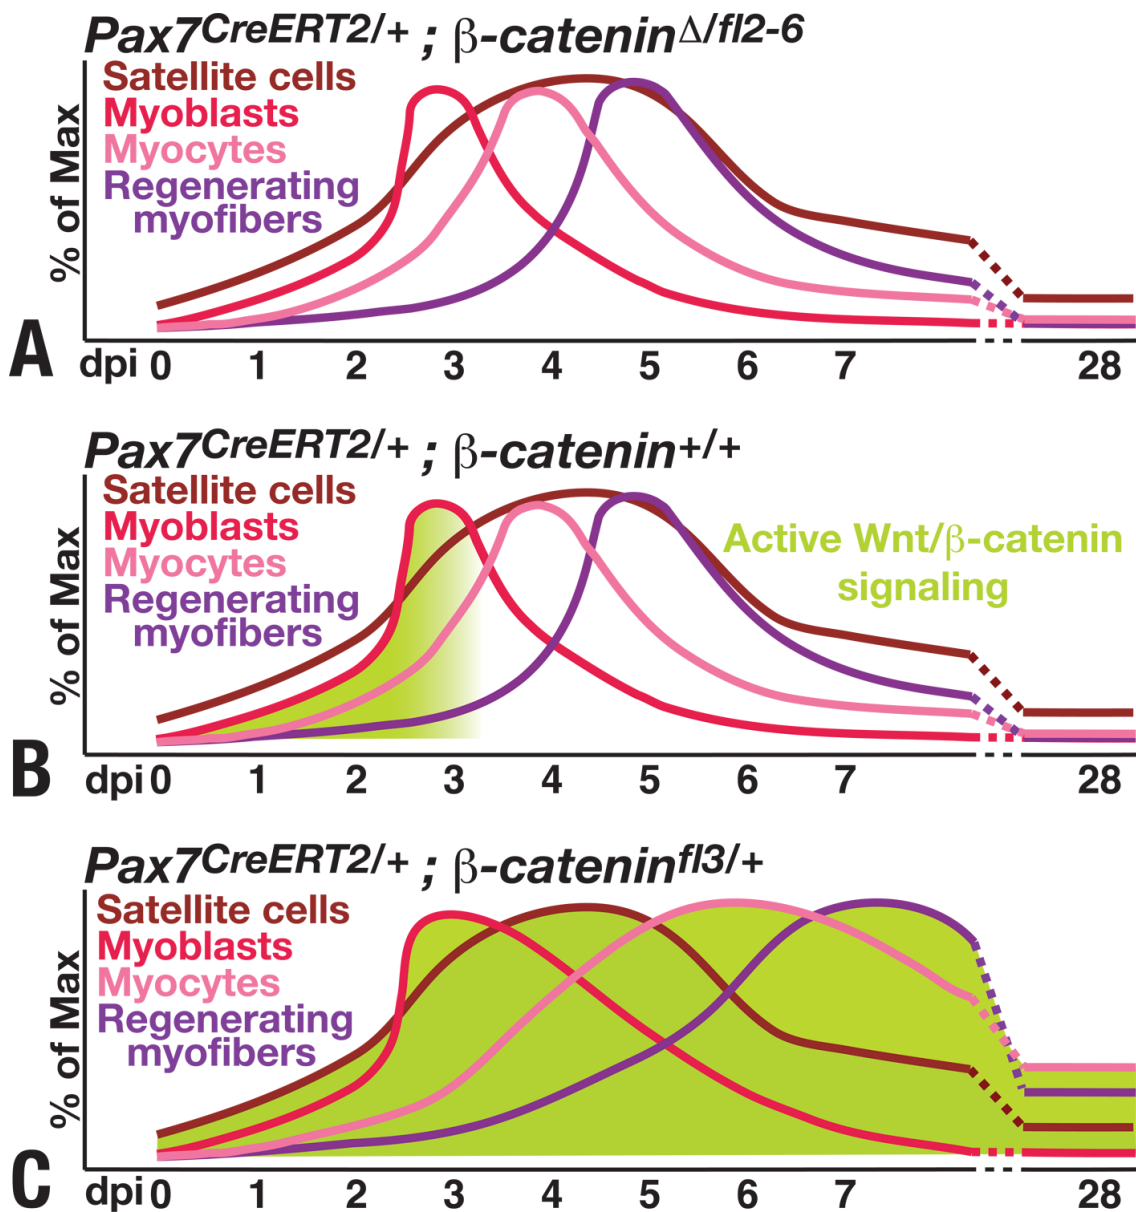 Pax7CreERT2/+ ; β-cateninΔ/fl2-6
Satellite cells
Myoblasts
Myocytes
Regenerating
myofibers
% of Max
A
dpi 0 1 2 3 4 5 6 7 28
Pax7CreERT2/+ ; β-catenin+/+
Satellite cells
Myoblasts
Myocytes
Regenerating
myofibers
Active Wnt/β-catenin
signaling
% of Max
B
dpi 0 1 2 3 4 5 6 7 28
Pax7CreERT2/+ ; β-cateninfl3/+
Satellite cells
Myoblasts
Myocytes
Regenerating
myofibers
% of Max
C
dpi 0 1 2 3 4 5 6 7 28